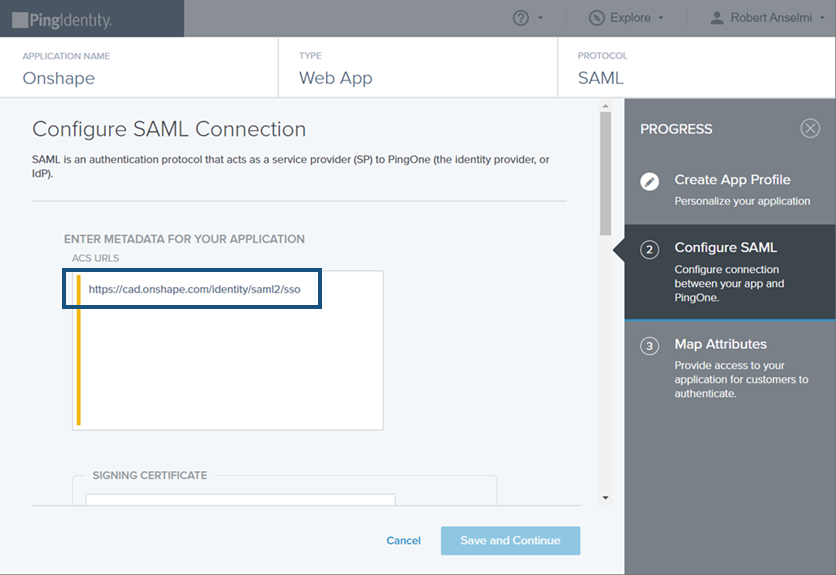 PingIdentity.
?
Explore
Robert Anselmi
APPLICATION NAME
Onshape
TYPE
Web App
PROTOCOL
SAML
Configure SAML Connection
SAML is an authentication protocol that acts as a service provider (SP) to PingOne (the identity provider, or
IdP).
ENTER METADATA FOR YOUR APPLICATION
ACS URLS
https://cad.onshape.com/identity/saml2/sso
SIGNING CERTIFICATE
Cancel
Save and Continue
PROGRESS
Create App Profile
Personalize your application
2
Configure SAML
Configure connection
between your app and
PingOne.
3
Map Attributes
Provide access to your
application for customers to
authenticate.